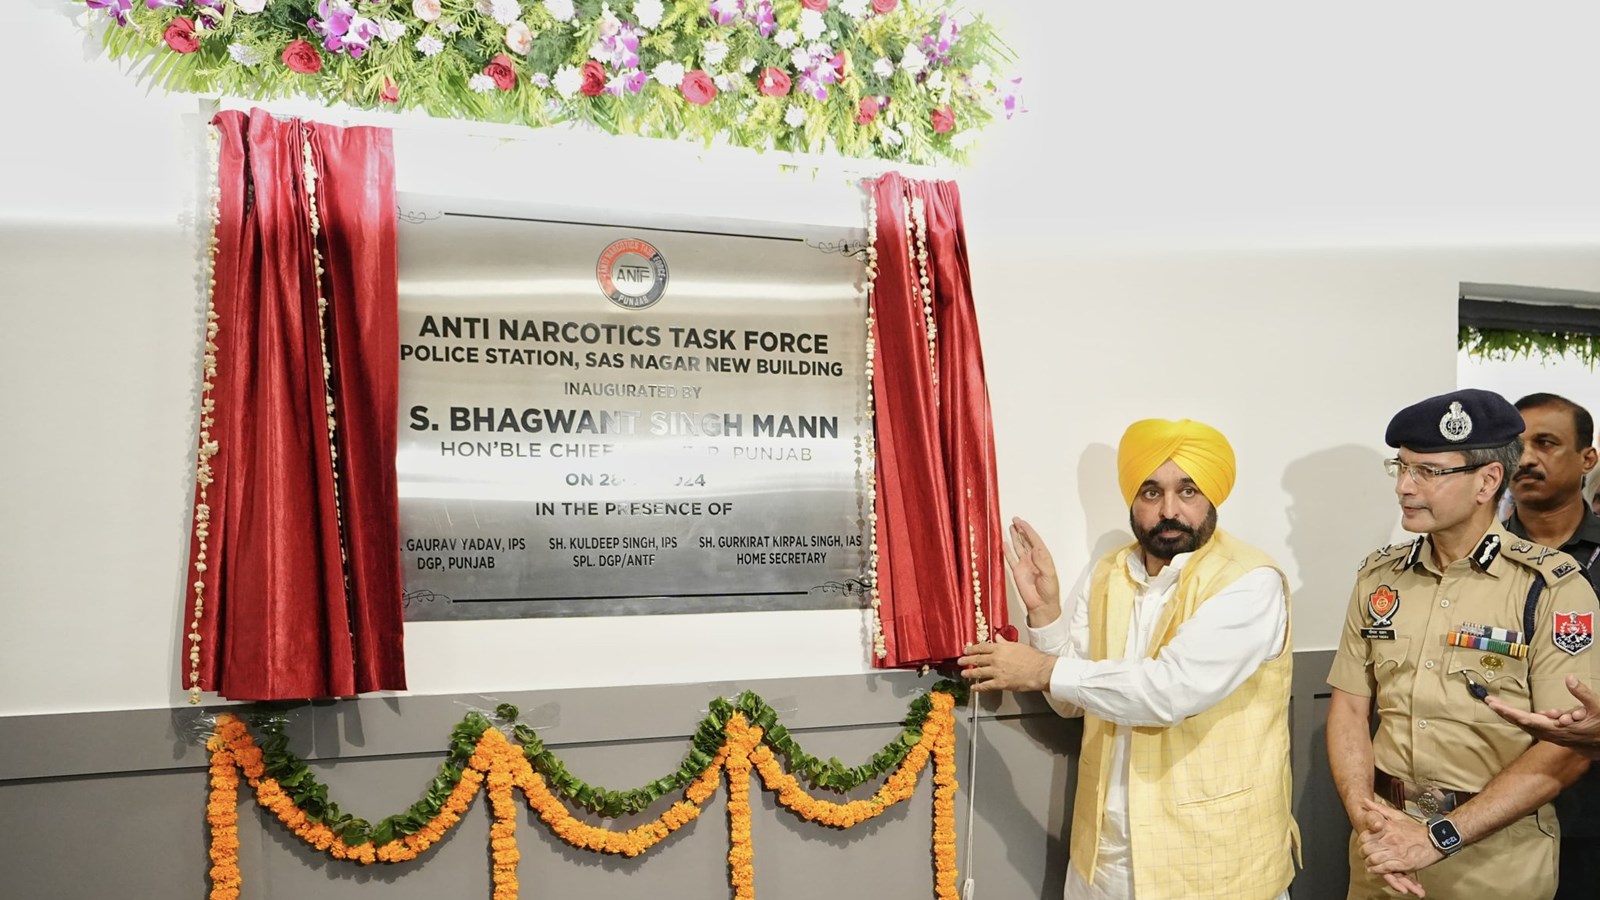 ANTI NARCOTICS TASK FORCE
ANTF
PUNJAB
ANTI NARCOTICS TASK FORCE
POLICE STATION, SAS NAGAR NEW BUILDING
INAUGURATED BY
S. BHAGWANT SINGH MANN
HON'BLE CHIEF PUNJAB
ON
IN THE PRESENCE OF
GAURAV YADAV, IPS
DGP, PUNJAB
SH. KULDEEP SINGH, IPS
SPL. DGP/ANTF
SH. GURKIRAT KIRPAL SINGH, IAS
HOME SECRETARY
12:34